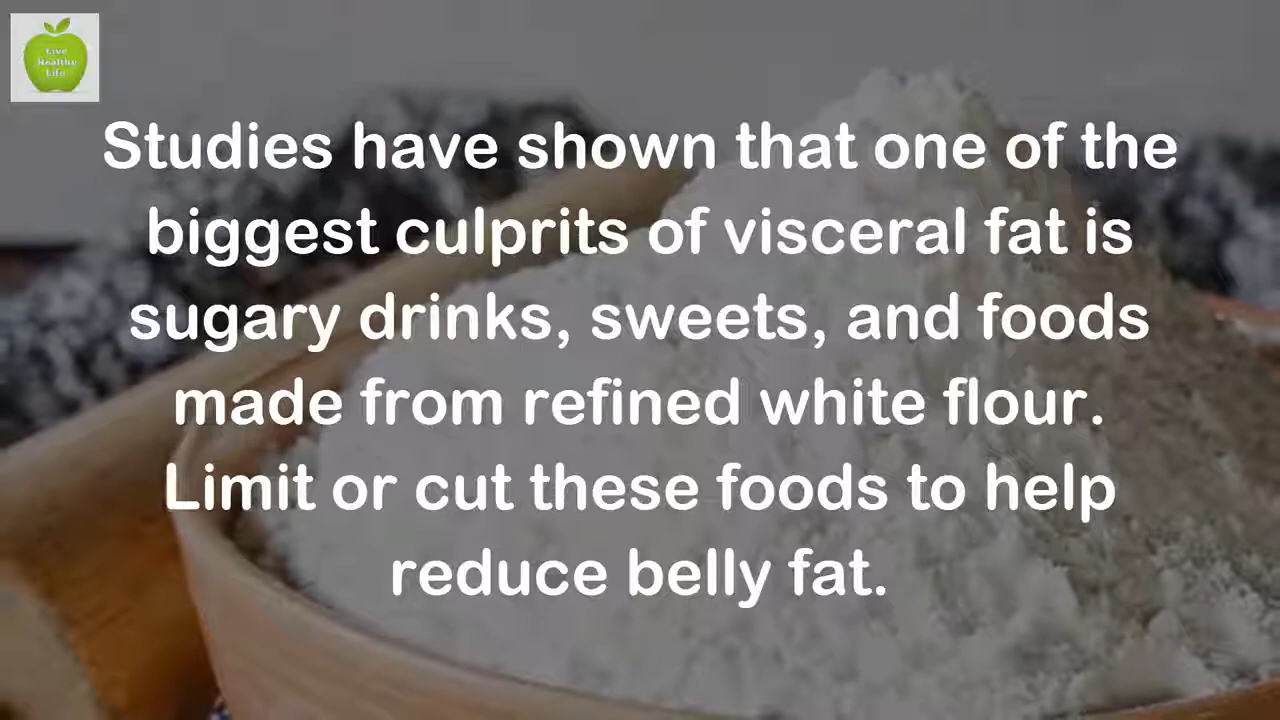 Live
Healthy
Life
Studies have shown that one of the
biggest culprits of visceral fat is
sugary drinks, sweets, and foods
made from refined white flour.
Limit or cut these foods to help
reduce belly fat.